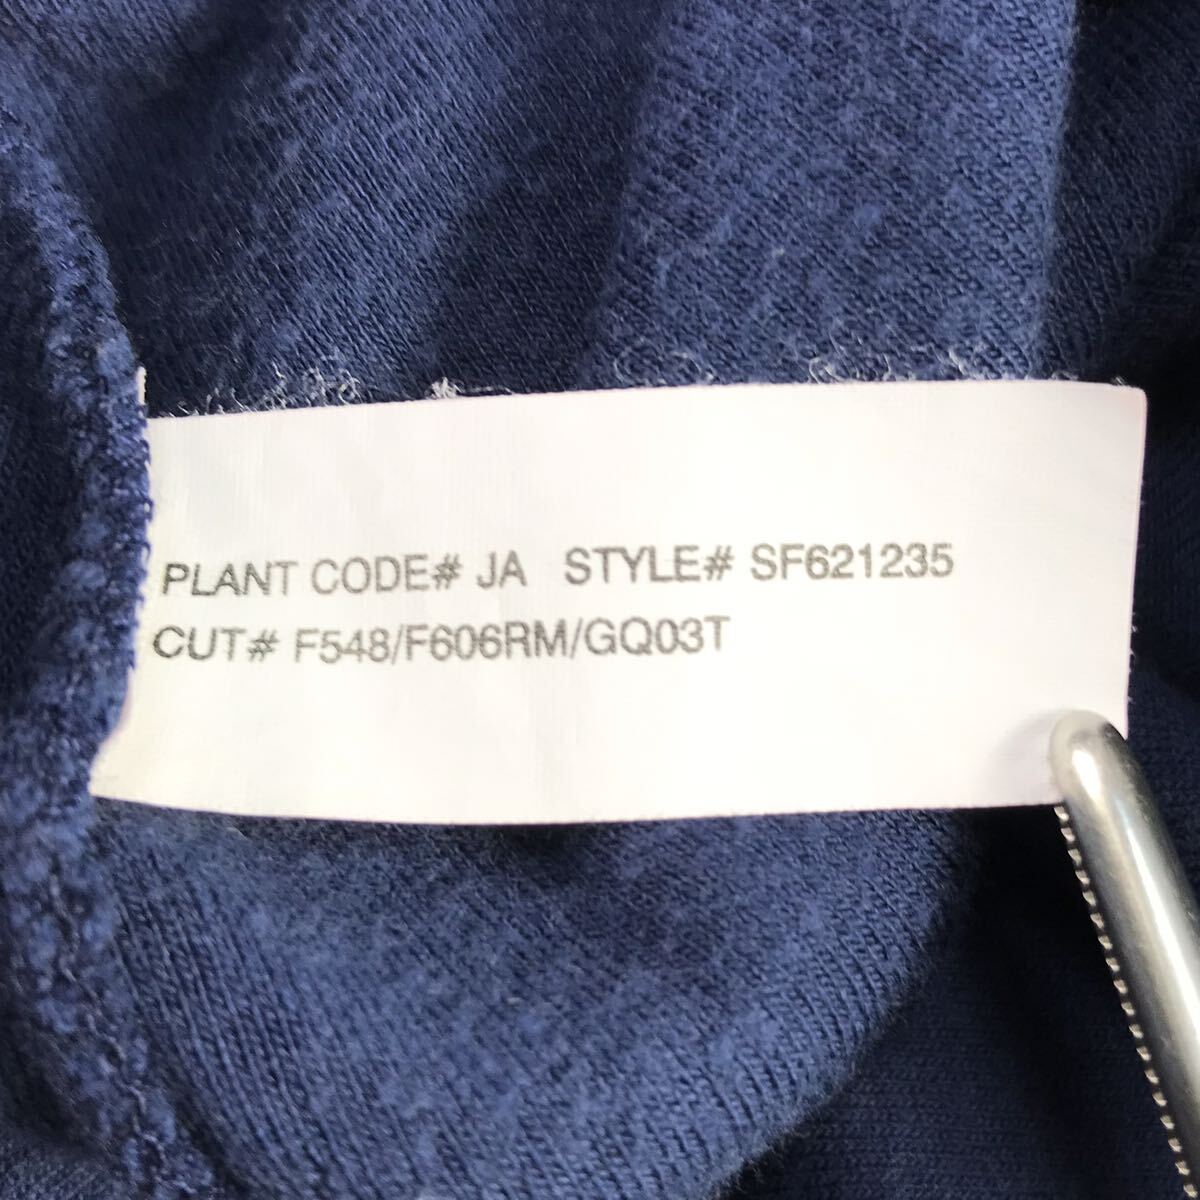 PLANT CODE# JA STYLE# SF621235
CUT# F548/F606RM/GQ03T